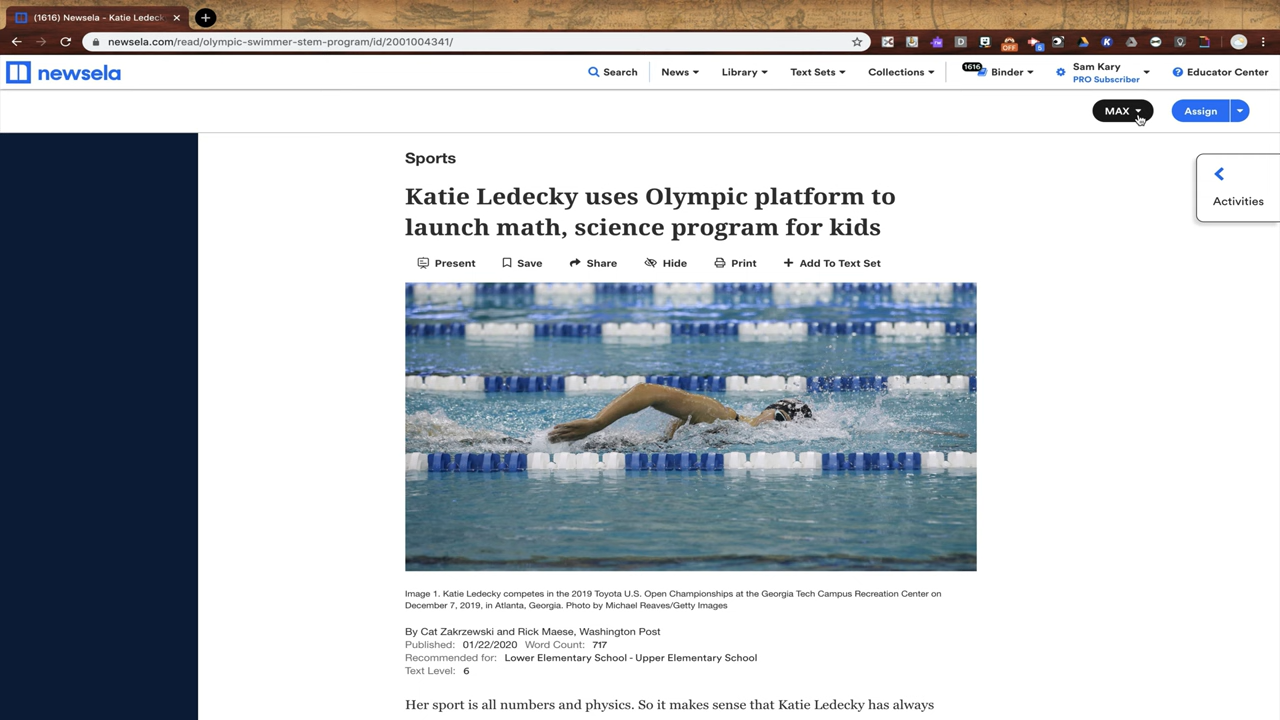 (1616) Newsela - Katie Ledeck
newsela.com/read/olympic-swimmer-stem-program/id/2001004341/
newsela
Search
News
Library
Text Sets
Collections
1616
Binder
Sam Kary
PRO Subscriber
Educator Center
MAX
Assign
Activities
Sports
Katie Ledecky uses Olympic platform to
launch math, science program for kids
Present
Save
Share
Hide
Print
Add To Text Set
Image 1. Katie Ledecky competes in the 2019 Toyota U.S. Open Championships at the Georgia Tech Campus Recreation Center on
December 7, 2019, in Atlanta, Georgia. Photo by Michael Reaves/Getty Images
By Cat Zakrzewski and Rick Maese, Washington Post
Published: 01/22/2020 Word Count: 717
Recommended for: Lower Elementary School - Upper Elementary School
Text Level: 6
Her sport is all numbers and physics. So it makes sense that Katie Ledecky has always